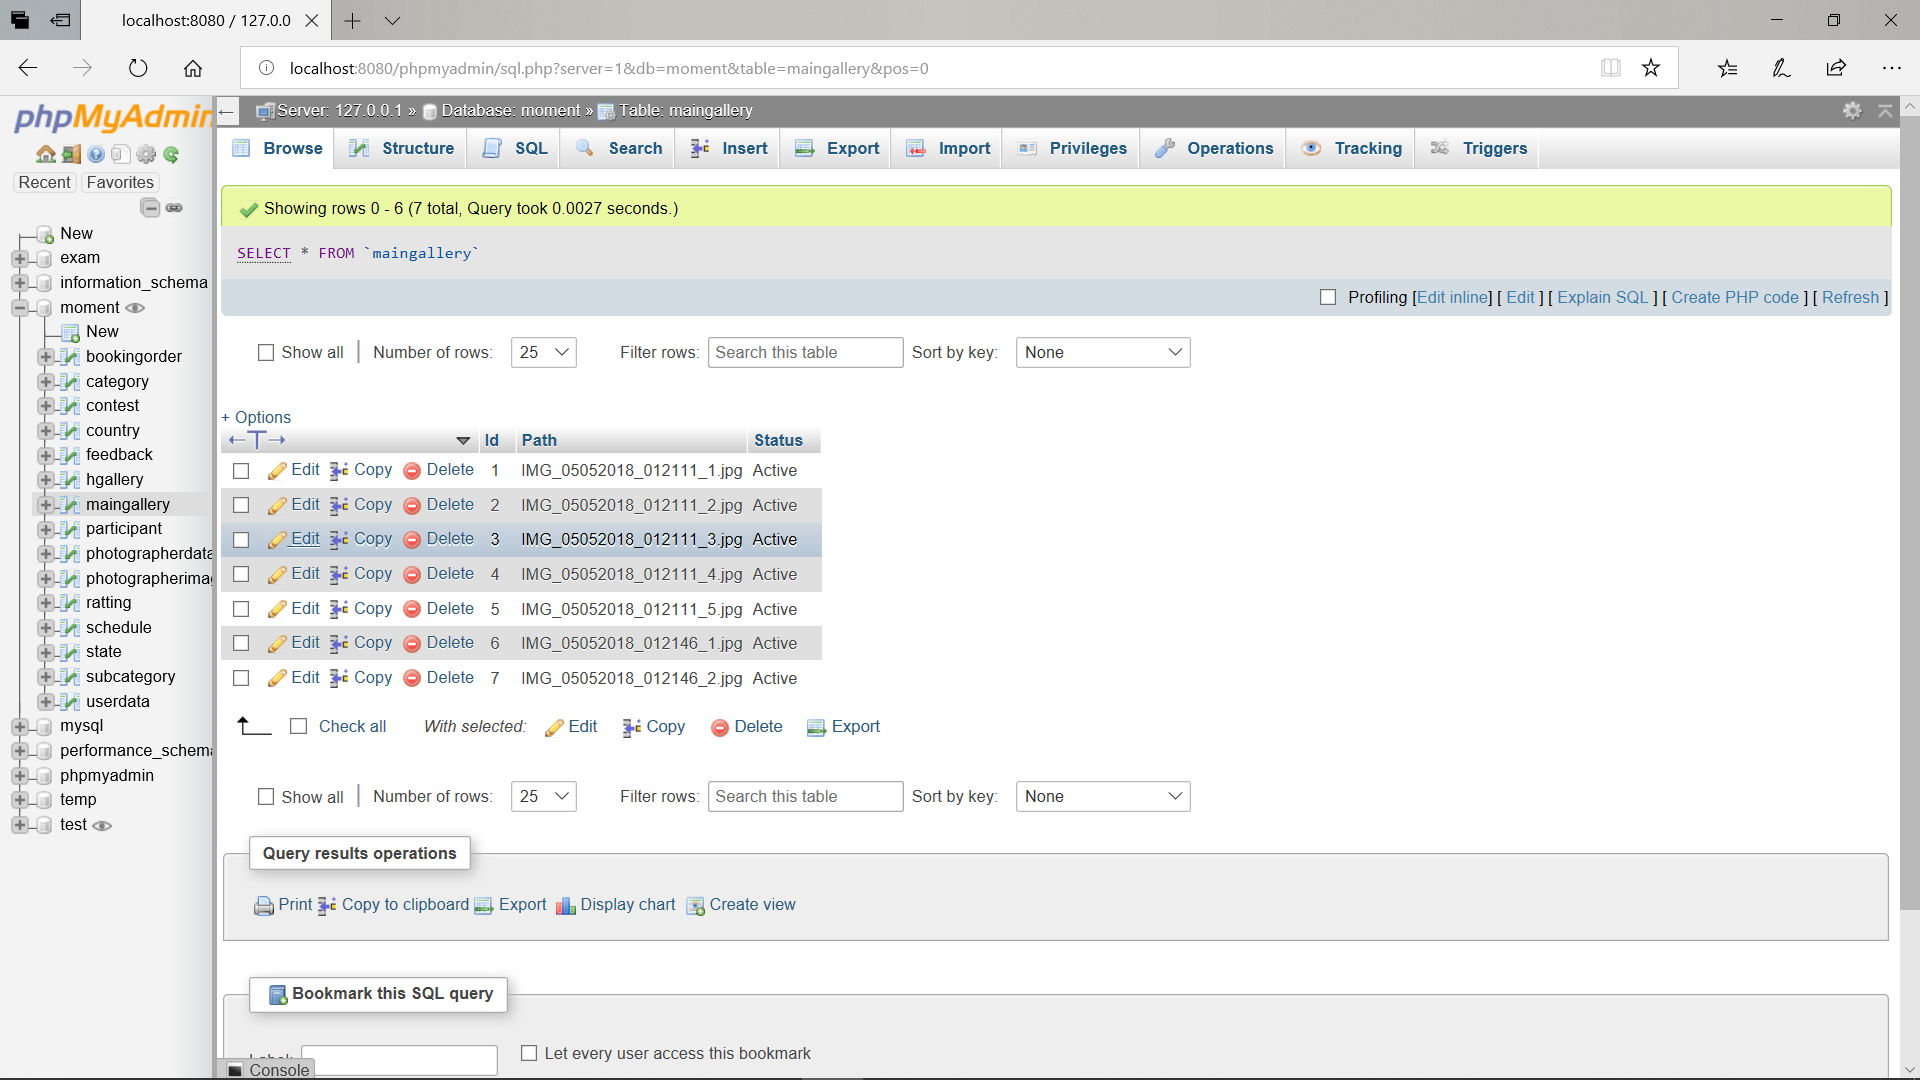 localhost:8080 / 127.0.0
localhost:8080/phpmyadmin/sql.php?server=1&db=moment&table=maingallery&pos=0
phpMyAdmin
Recent Favorites
New
exam
information_schema
moment
New
bookingorder
category
contest
country
feedback
hgallery
maingallery
participant
photographerdata
photographerima
ratting
schedule
state
subcategory
userdata
mysql
performance_schema
phpmyadmin
temp
test
Server: 127.0.0.1 » Database: moment » Table: maingallery
Browse Structure SQL Search Insert Export Import Privileges Operations Tracking Triggers
Showing rows 0 - 6 (7 total, Query took 0.0027 seconds.)
SELECT * FROM `maingallery`
Profiling [Edit inline] [ Edit ] [ Explain SQL ] [ Create PHP code ] [ Refresh ]
Show all | Number of rows: 25 Filter rows: Search this table Sort by key: None
+ Options
←T→ Id Path Status
Edit Copy Delete 1 IMG_05052018_012111_1.jpg Active
Edit Copy Delete 2 IMG_05052018_012111_2.jpg Active
Edit Copy Delete 3 IMG_05052018_012111_3.jpg Active
Edit Copy Delete 4 IMG_05052018_012111_4.jpg Active
Edit Copy Delete 5 IMG_05052018_012111_5.jpg Active
Edit Copy Delete 6 IMG_05052018_012146_1.jpg Active
Edit Copy Delete 7 IMG_05052018_012146_2.jpg Active
Check all With selected: Edit Copy Delete Export
Show all | Number of rows: 25 Filter rows: Search this table Sort by key: None
Query results operations
Print Copy to clipboard Export Display chart Create view
Bookmark this SQL query
Label: Let every user access this bookmark
Console